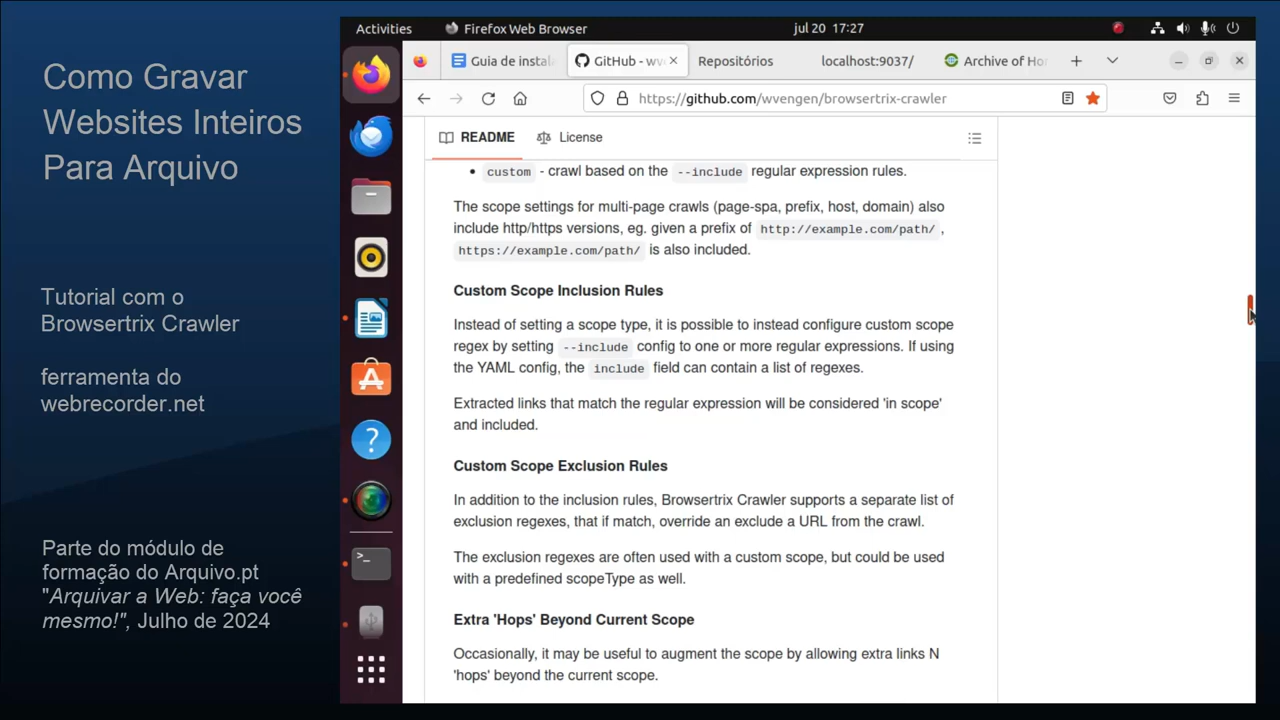 Como Gravar
Websites Inteiros
Para Arquivo
Tutorial com o
Browsertrix Crawler
ferramenta do
webrecorder.net
Parte do módulo de
formação do Arquivo.pt
"Arquivar a Web: faça você
mesmo!", Julho de 2024
Activities
Firefox Web Browser
jul 20 17:27
Guia de insta
GitHub - wve
Repositórios
localhost:9037/
Archive of Ho
https://github.com/wvengen/browsertrix-crawler
README
License
• custom - crawl based on the --include regular expression rules.
The scope settings for multi-page crawls (page-spa, prefix, host, domain) also
include http/https versions, eg. given a prefix of http://example.com/path/ ,
https://example.com/path/ is also included.
Custom Scope Inclusion Rules
Instead of setting a scope type, it is possible to instead configure custom scope
regex by setting --include config to one or more regular expressions. If using
the YAML config, the include field can contain a list of regexes.
Extracted links that match the regular expression will be considered 'in scope'
and included.
Custom Scope Exclusion Rules
In addition to the inclusion rules, Browsertrix Crawler supports a separate list of
exclusion regexes, that if match, override an exclude a URL from the crawl.
The exclusion regexes are often used with a custom scope, but could be used
with a predefined scopeType as well.
Extra 'Hops' Beyond Current Scope
Occasionally, it may be useful to augment the scope by allowing extra links N
'hops' beyond the current scope.